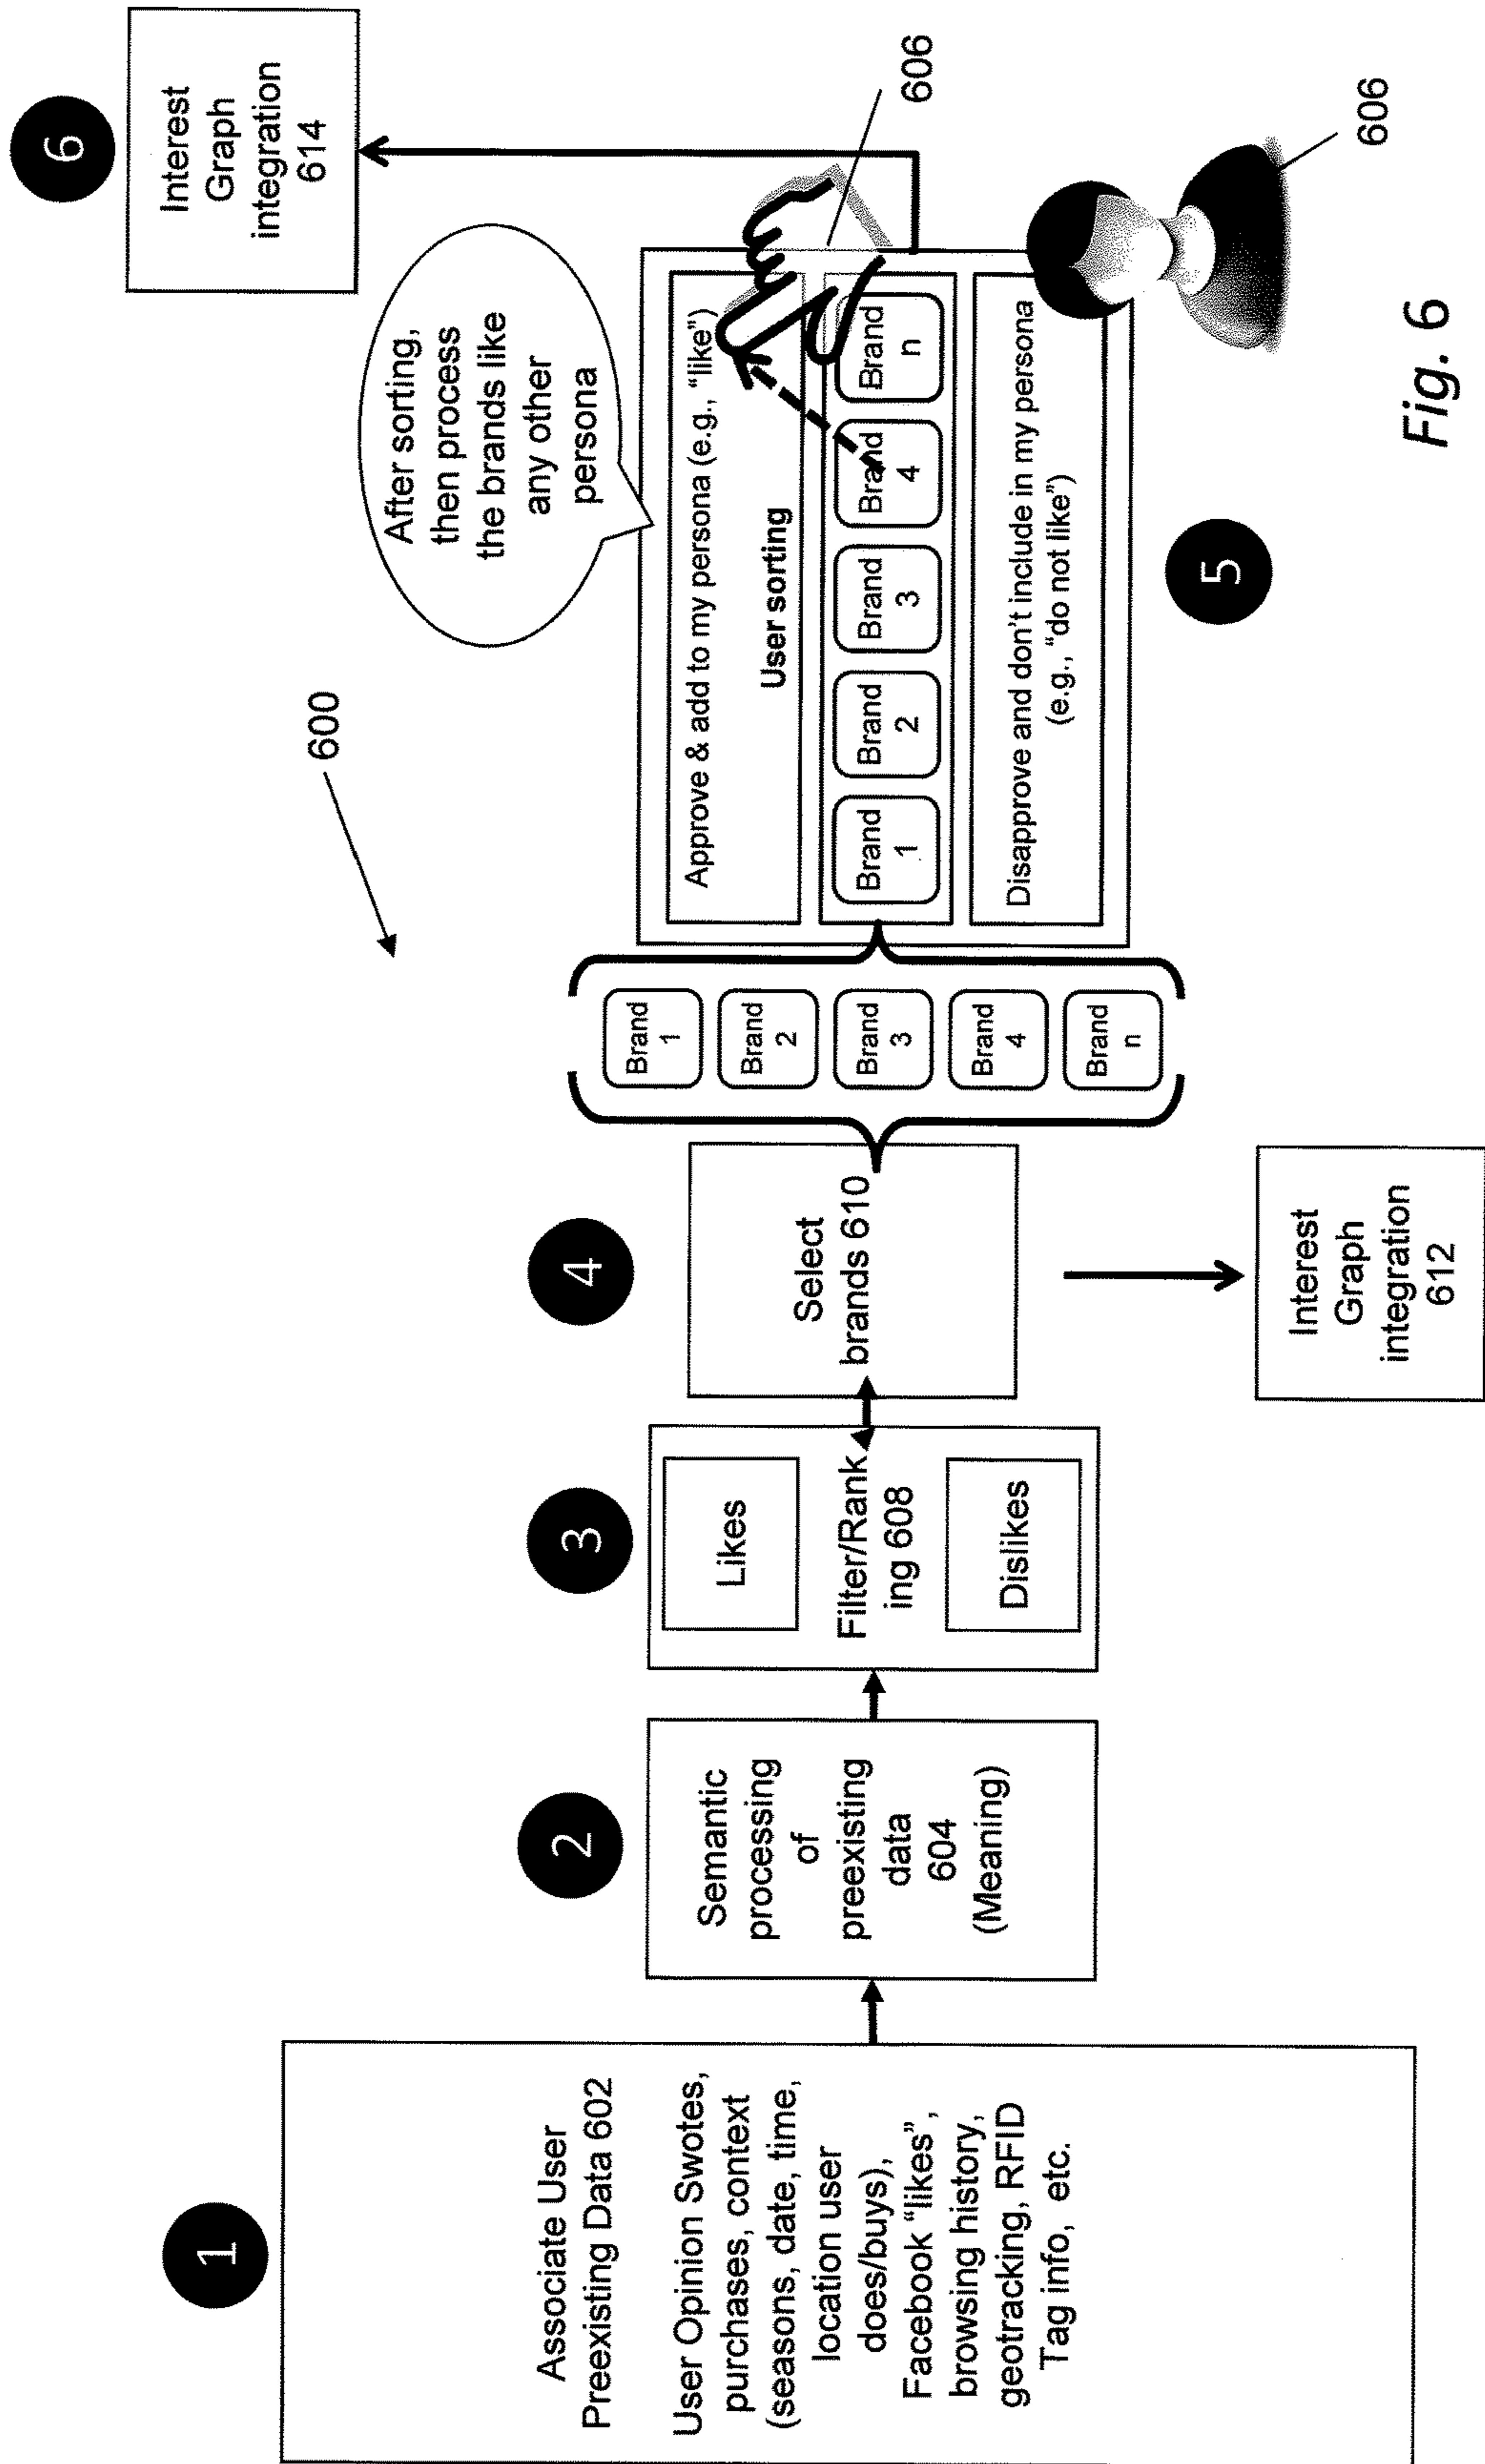 600
1
Associate User
Preexisting Data 602
User Opinion Swotes,
purchases, context
(seasons, date, time,
location user
does/buys),
Facebook “likes”,
browsing history,
geotracking, RFID
Tag info, etc.
2
Semantic
processing
of
preexisting
data
604
(Meaning)
3
Likes
Filter/Rank
ing 608
Dislikes
4
Select
brands 610
Interest
Graph
integration
612
Brand
1
Brand
2
Brand
3
Brand
4
Brand
n
After sorting,
then process
the brands like
any other
persona
Approve & add to my persona (e.g., “like”)
User sorting
Brand
1
Brand
2
Brand
3
Brand
4
Brand
n
Disapprove and don't include in my persona
(e.g., “do not like”)
5
606
606
6
Interest
Graph
integration
614
Fig. 6